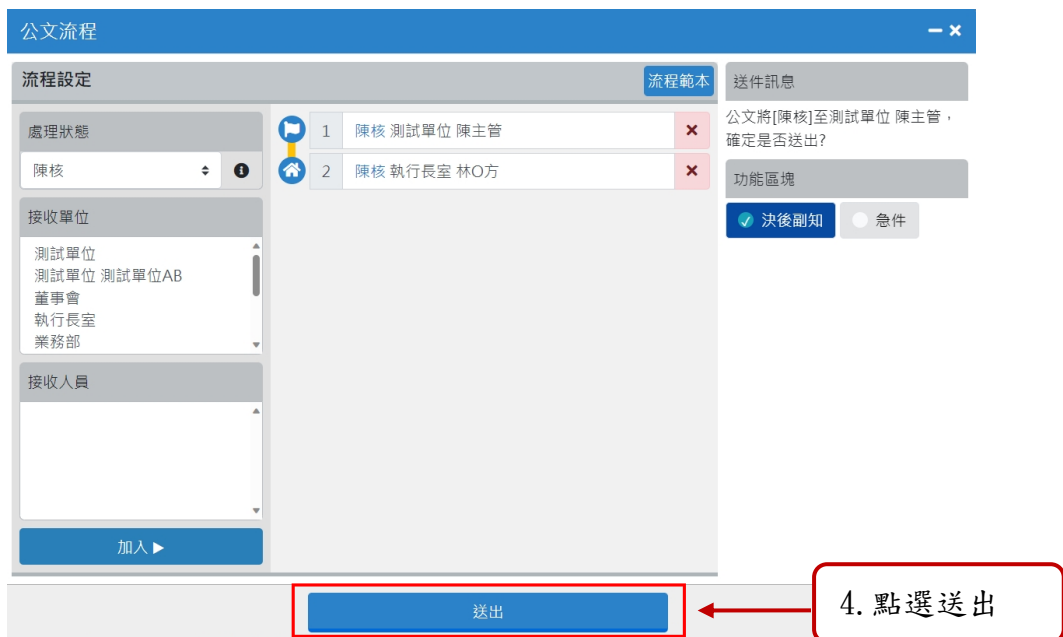 公文流程
流程設定
流程範本
處理狀態
陳核
接收單位
測試單位
測試單位 測試單位AB
董事會
執行長室
業務部
接收人員
加入
1 陳核 測試單位 陳主管
2 陳核 執行長室 林O方
送件訊息
公文將[陳核]至測試單位 陳主管，
確定是否送出?
功能區塊
決後副知
急件
送出
4.點選送出